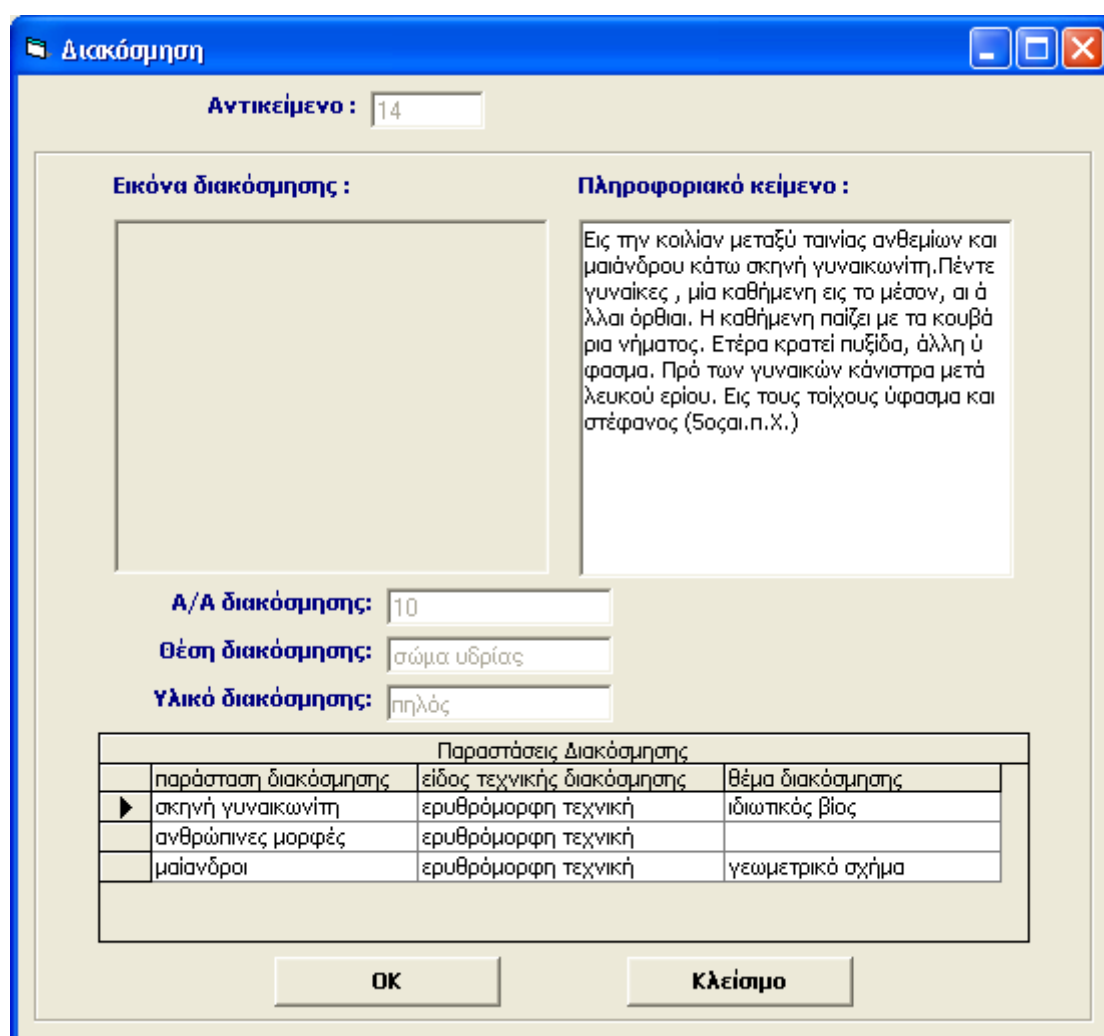 Διακόσμηση
Αντικείμενο : 14
Εικόνα διακόσμησης :
Πληροφοριακό κείμενο :
Εις την κοιλίαν μεταξύ ταινίας ανθεμίων και
μαιάνδρου κάτω σκηνή γυναικωνίτη.Πέντε
γυναίκες , μία καθήμενη εις το μέσον, αι ά
λλαι όρθιαι. Η καθήμενη παίζει με τα κουβά
ρια νήματος. Ετέρα κρατεί πυξίδα, άλλη ύ
φασμα. Πρό των γυναικών κάνιστρα μετά
λευκού ερίου. Εις τους τοίχους ύφασμα και
στέφανος (5οςαι.π.Χ.)
Α/Α διακόσμησης: 10
Θέση διακόσμησης: σώμα υδρίας
Υλικό διακόσμησης: πηλός
Παραστάσεις Διακόσμησης
παράσταση διακόσμησης είδος τεχνικής διακόσμησης θέμα διακόσμησης
σκηνή γυναικωνίτη ερυθρόμορφη τεχνική ιδιωτικός βίος
ανθρώπινες μορφές ερυθρόμορφη τεχνική
μαίανδροι ερυθρόμορφη τεχνική γεωμετρικό σχήμα
ΟΚ Κλείσιμο